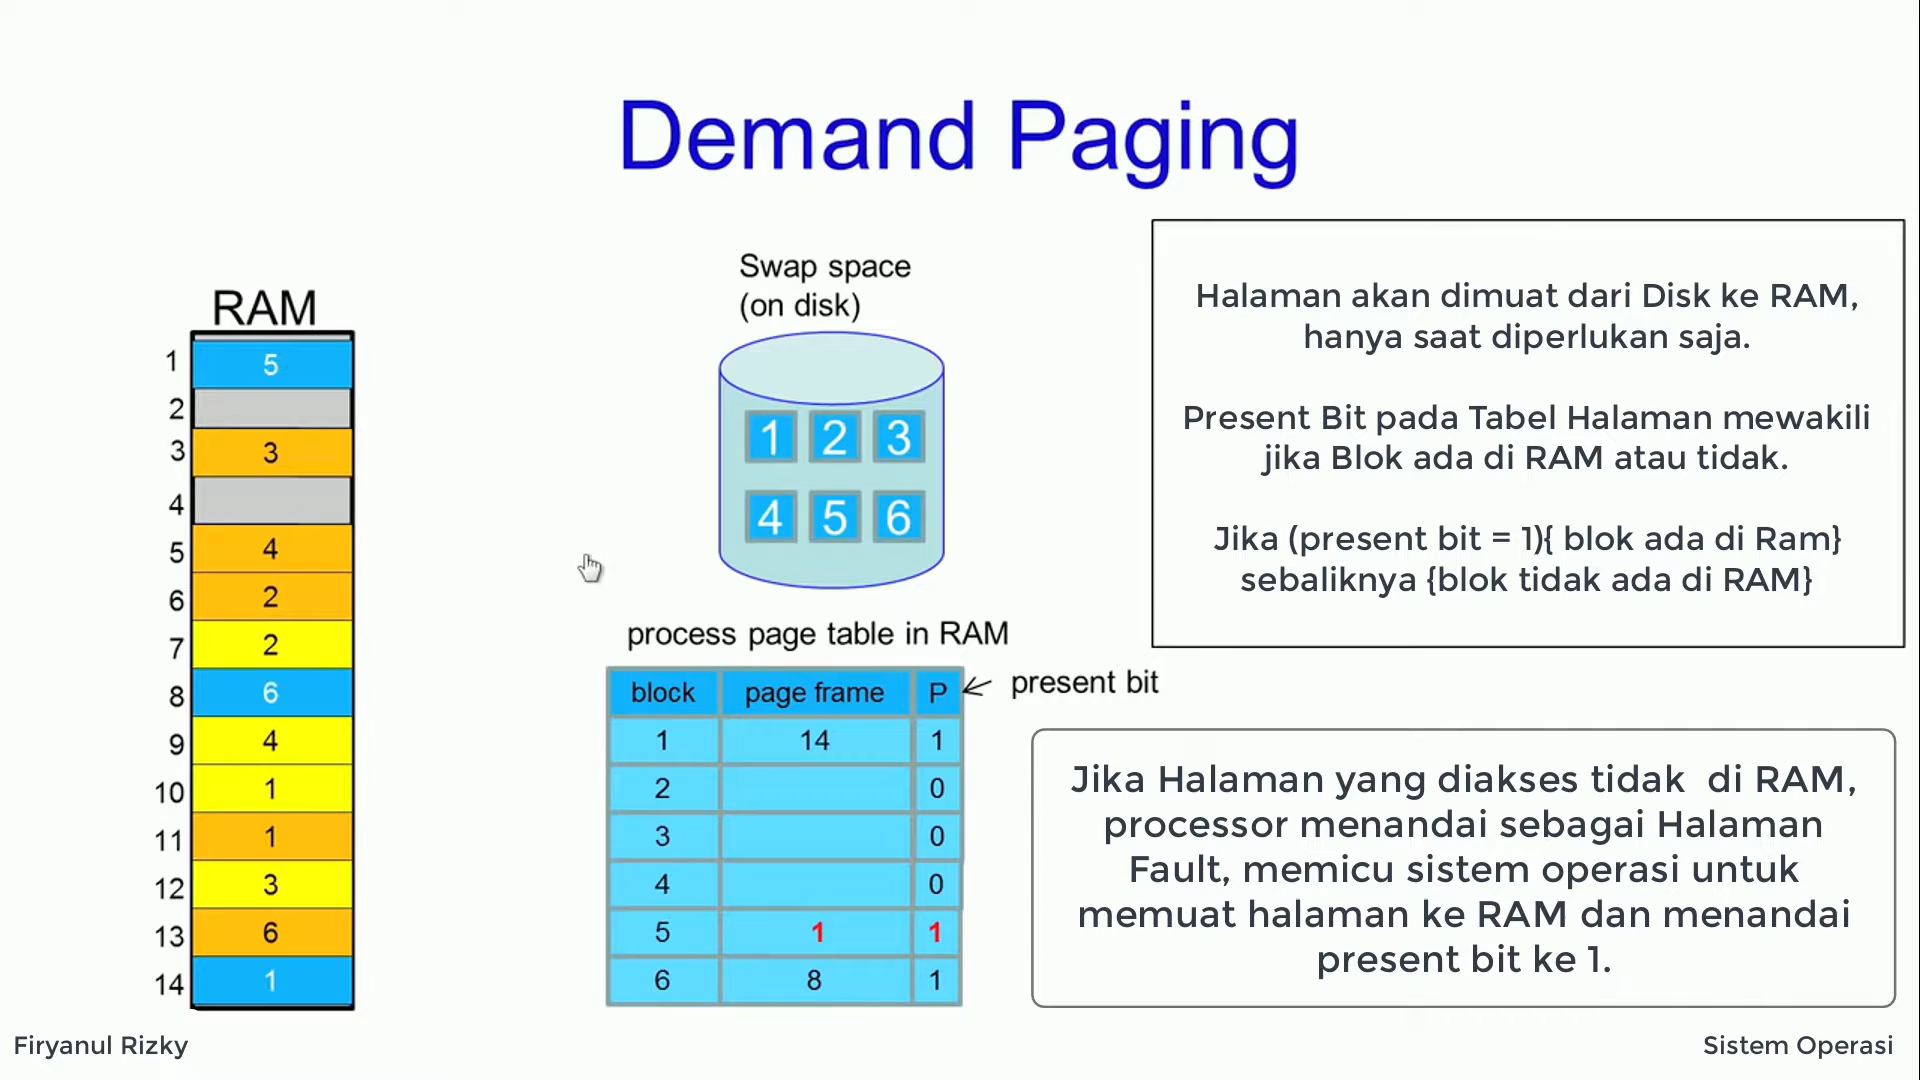 Demand Paging
RAM
1 5
2
3 3
4
5 4
6 2
7 2
8 6
9 4
10 1
11 1
12 3
13 6
14 1
Swap space
(on disk)
1 2 3
4 5 6
process page table in RAM
block page frame P
present bit
1 14 1
2 0
3 0
4 0
5 1 1
6 8 1
Halaman akan dimuat dari Disk ke RAM,
hanya saat diperlukan saja.
Present Bit pada Tabel Halaman mewakili
jika Blok ada di RAM atau tidak.
Jika (present bit = 1){ blok ada di Ram}
sebaliknya {blok tidak ada di RAM}
Jika Halaman yang diakses tidak di RAM,
processor menandai sebagai Halaman
Fault, memicu sistem operasi untuk
memuat halaman ke RAM dan menandai
present bit ke 1.
Firyanul Rizky
Sistem Operasi